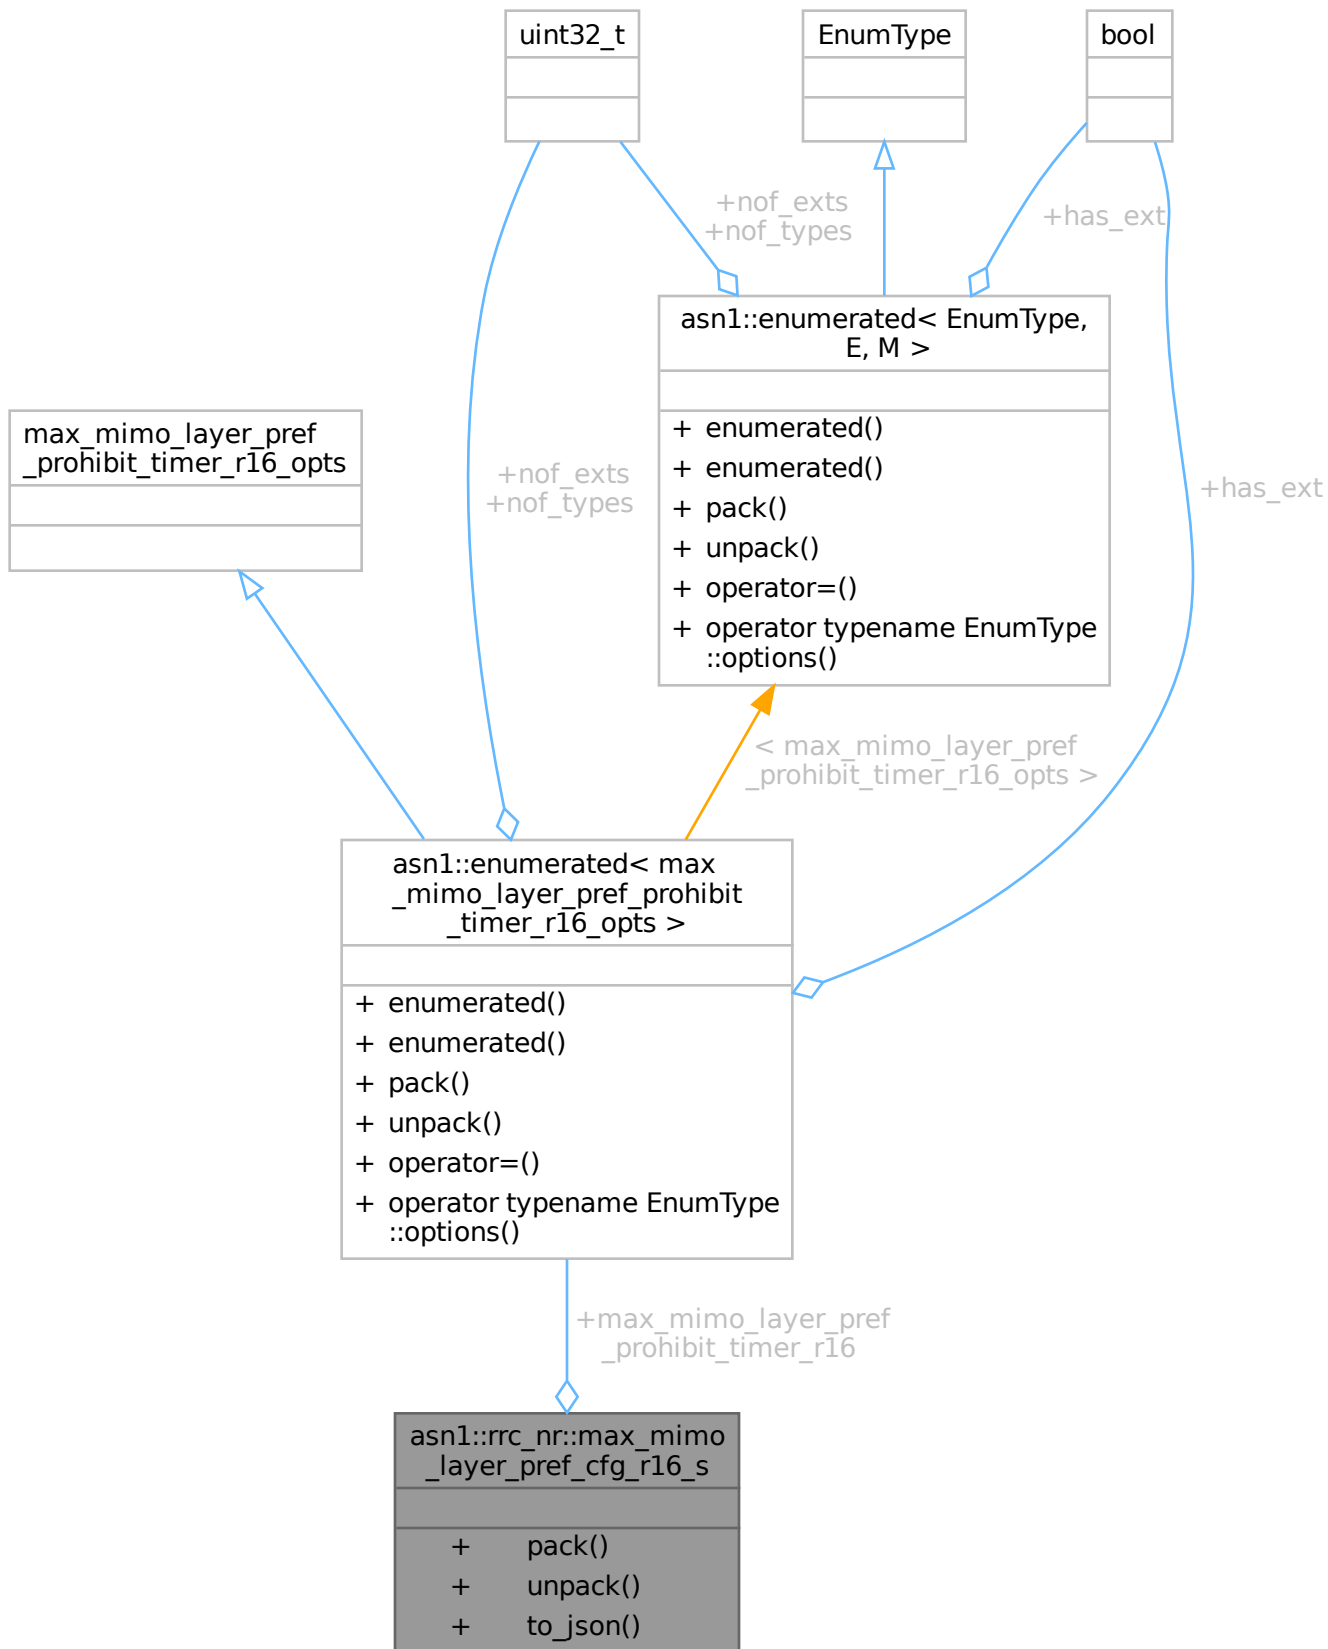 uint32_t
EnumType
bool
+nof_exts
+nof_types
+has_ext
asn1::enumerated< EnumType,
E, M >
+ enumerated()
+ enumerated()
+ pack()
+ unpack()
+ operator=()
+ operator typename EnumType
::options()
max_mimo_layer_pref
_prohibit_timer_r16_opts
+nof_exts
+nof_types
+has_ext
< max_mimo_layer_pref
_prohibit_timer_r16_opts >
asn1::enumerated< max
_mimo_layer_pref_prohibit
_timer_r16_opts >
+ enumerated()
+ enumerated()
+ pack()
+ unpack()
+ operator=()
+ operator typename EnumType
::options()
+max_mimo_layer_pref
_prohibit_timer_r16
asn1::rrc_nr::max_mimo
_layer_pref_cfg_r16_s
+ pack()
+ unpack()
+ to_json()